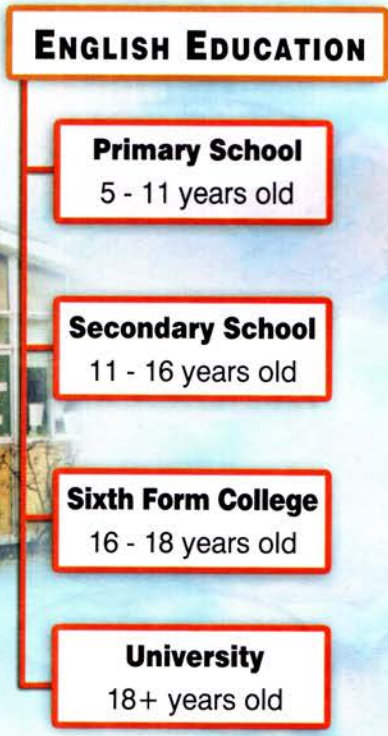 ENGLISH EDUCATION
Primary School
5 - 11 years old
Secondary School
11 - 16 years old
Sixth Form College
16 - 18 years old
University
18+ years old